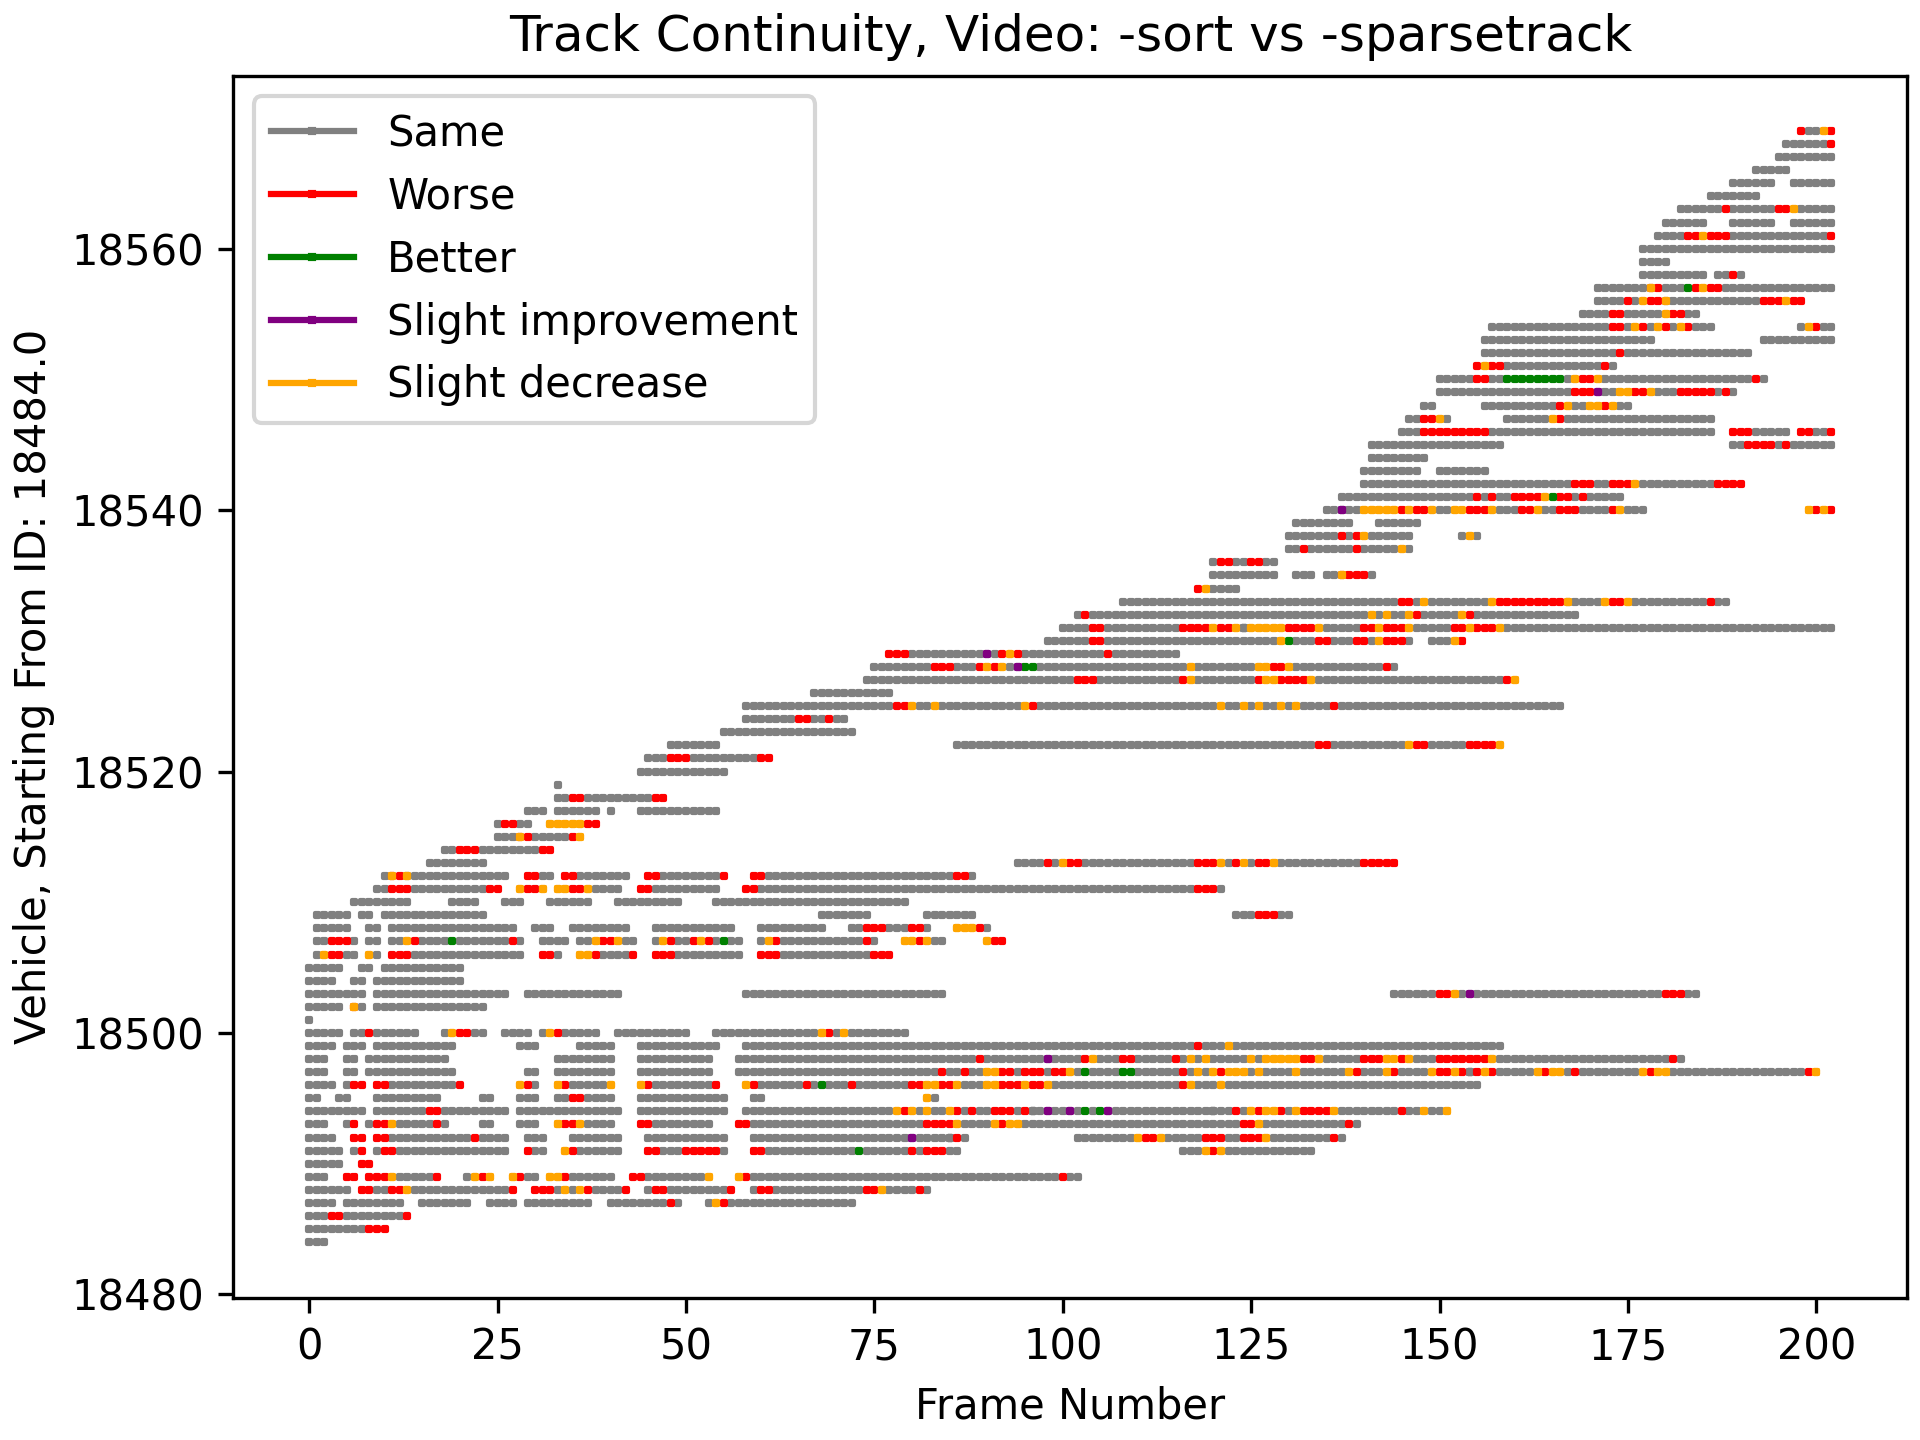 Track Continuity, Video: -sort vs -sparsetrack
Same
Worse
Better
Slight improvement
Slight decrease
Vehicle, Starting From ID: 18484.0
18560
18540
18520
18500
18480
0 25 50 75 100 125 150 175 200
Frame Number